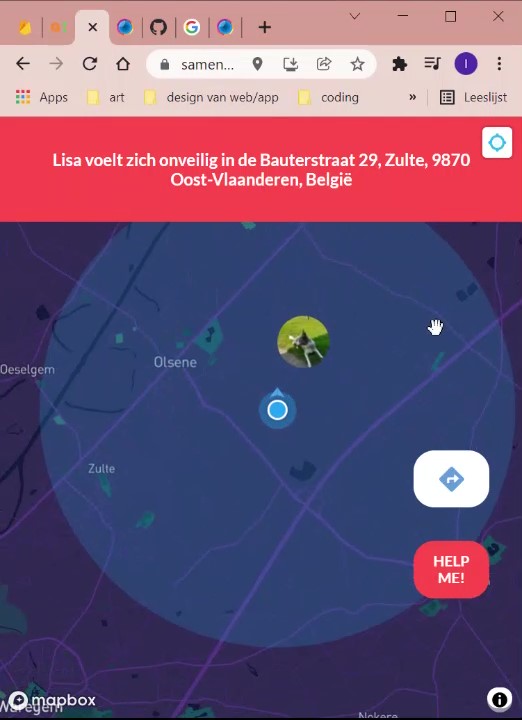 samen...
Apps
art
design van web/app
coding
»
Leeslijst
Lisa voelt zich onveilig in de Bauterstraat 29, Zulte, 9870
Oost-Vlaanderen, België
Oeselgem
Olsene
Zulte
HELP
ME!
mapbox
Waregem
Nokere